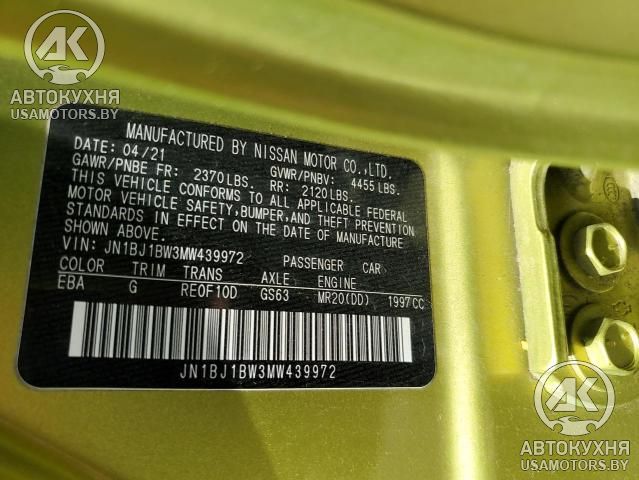 АК
АВТОКУХНЯ
USAMOTORS.BY
MANUFACTURED BY NISSAN MOTOR CO.,LTD.
DATE: 04/21 GVWR/PNBV: 4455 LBS.
GAWR/PNBE FR: 2370LBS. RR: 2120LBS.
THIS VEHICLE CONFORMS TO ALL APPLICABLE FEDERAL
MOTOR VEHICLE SAFETY,BUMPER,AND THEFT PREVENTION
STANDARDS IN EFFECT ON THE DATE OF MANUFACTURE
SHOWN ABOVE.
VIN: JN1BJ1BW3MW439972 PASSENGER CAR
COLOR TRIM TRANS AXLE ENGINE
EBA G RE0F10D GS63 MR20(DD) 1997CC
JN1BJ1BW3MW439972
АК
АВТОКУХНЯ
USAMOTORS.BY